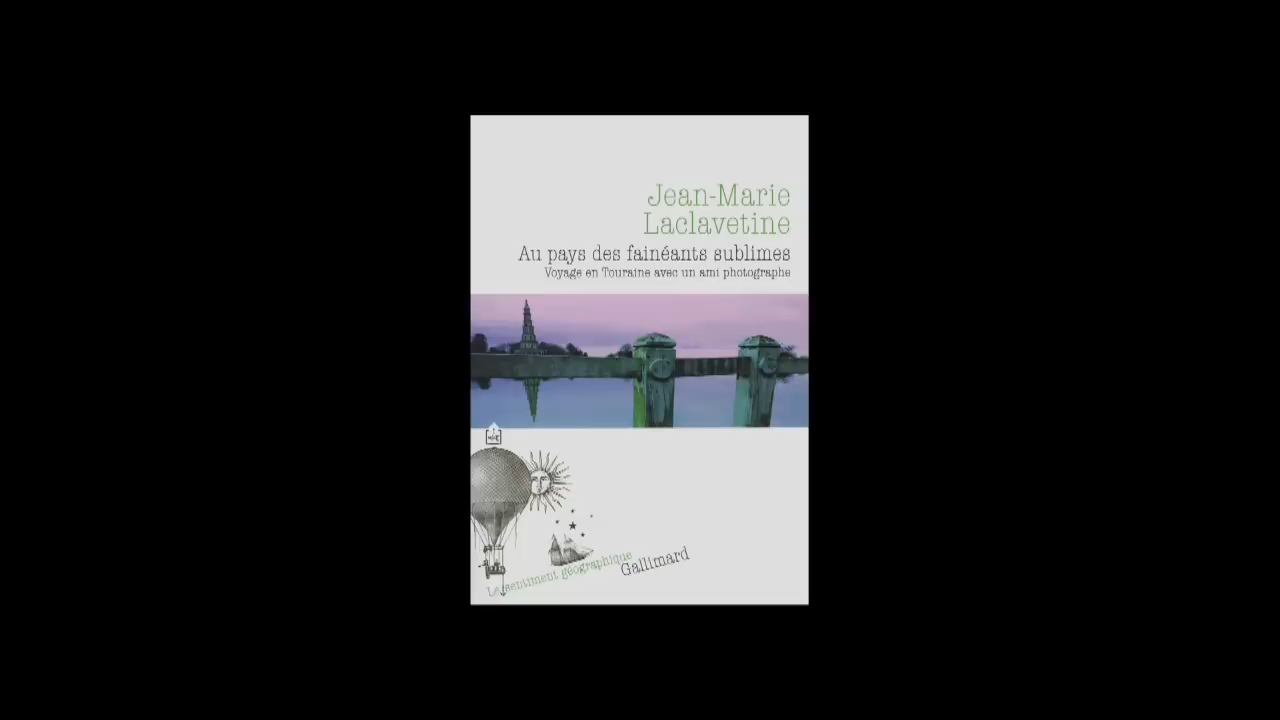 Jean-Marie
Laclavetine
Au pays des fainéants sublimes
Voyage en Touraine avec un ami photographe
Le sentiment géographique
Gallimard